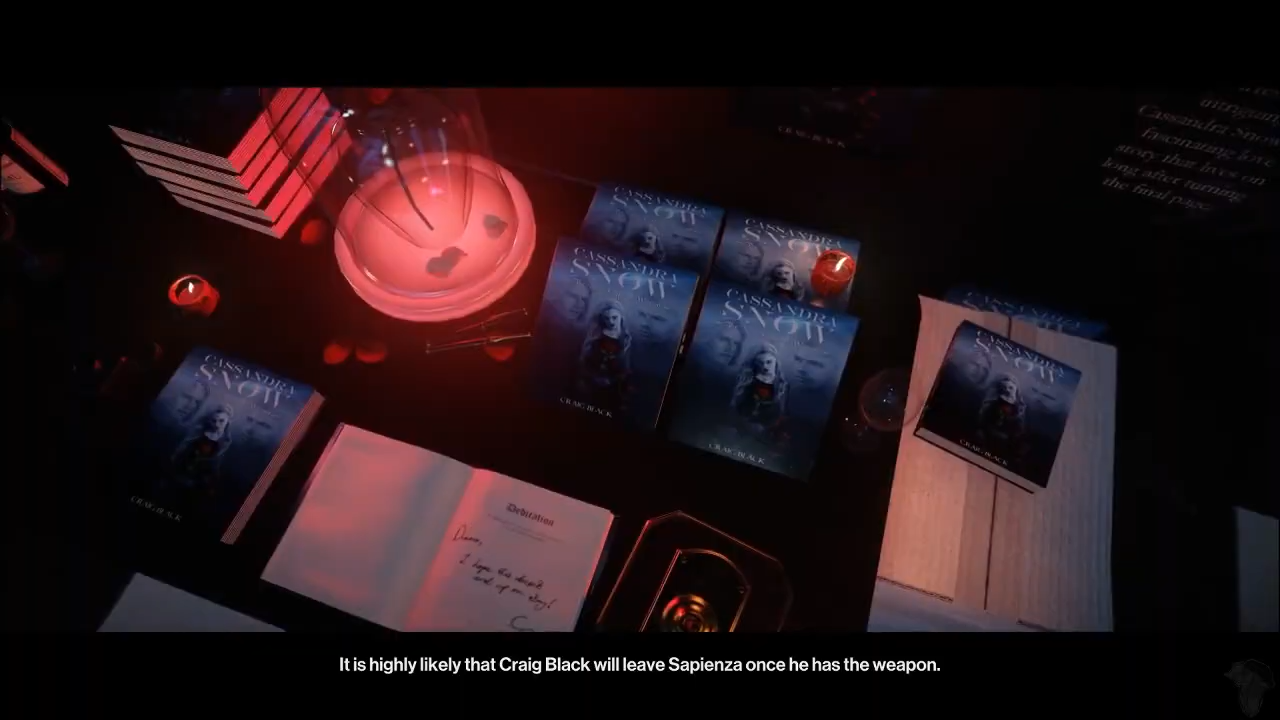 intriguing
Cassandra Snow
fascinating love
story that lives on
long after turning
the final page.
CRAIG BLACK
CASSANDRA
SNOW
CASSANDRA
SNOW
CASSANDRA
SNOW
CRAIG BLACK
CASSANDRA
SNOW
CRAIG BLACK
CASSANDRA
SNOW
CRAIG BLACK
CASSANDRA
SNOW
CRAIG BLACK
Dedication
I hope this doesn't
end up on eBay!
It is highly likely that Craig Black will leave Sapienza once he has the weapon.